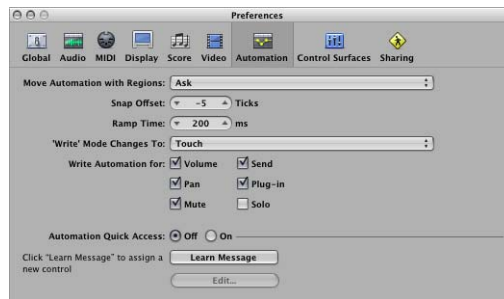 Preferences
Global Audio MIDI Display Score Video Automation Control Surfaces Sharing
Move Automation with Regions: Ask
Snap Offset: -5 Ticks
Ramp Time: 200 ms
'Write' Mode Changes To: Touch
Write Automation for: Volume Send
Pan Plug-in
Mute Solo
Automation Quick Access: Off On
Click "Learn Message" to assign a new control
Learn Message
Edit...